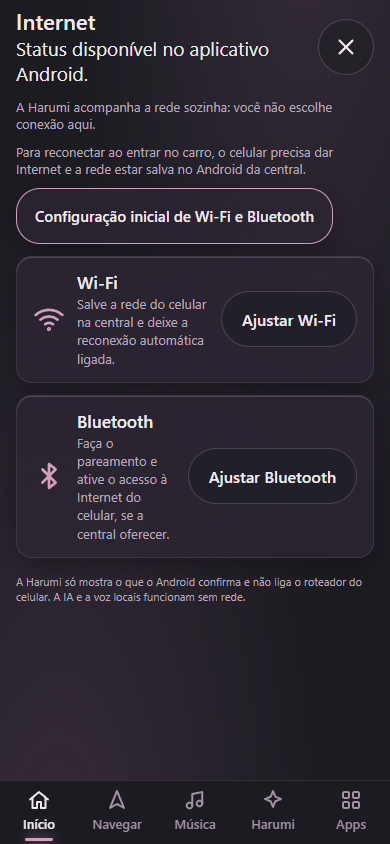 Internet
Status disponível no aplicativo
Android.
A Harumi acompanha a rede sozinha: você não escolhe
conexão aqui.
Para reconectar ao entrar no carro, o celular precisa dar
Internet e a rede estar salva no Android da central.
Configuração inicial de Wi-Fi e Bluetooth
Wi-Fi
Salve a rede do celular
na central e deixe a
reconexão automática
ligada.
Ajustar Wi-Fi
Bluetooth
Faça o
pareamento e
ative o acesso à
Internet do
celular, se a
central oferecer.
Ajustar Bluetooth
A Harumi só mostra o que o Android confirma e não liga o roteador do
celular. A IA e a voz locais funcionam sem rede.
Início
Navegar
Música
Harumi
Apps